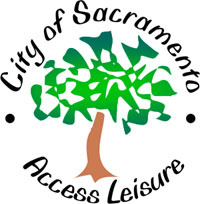 City of Sacramento
Access Leisure